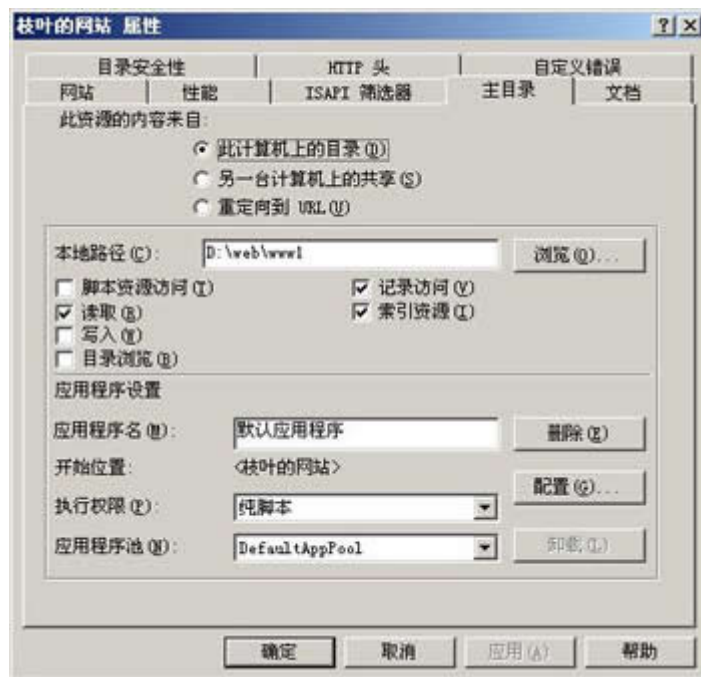 枝叶的网站 属性
目录安全性 HTTP 头 自定义错误
网站 性能 ISAPI 筛选器 主目录 文档
此资源的内容来自:
此计算机上的目录(D)
另一台计算机上的共享(S)
重定向到 URL(U)
本地路径(C): D:\web\www1 浏览(O)...
脚本资源访问(T) 记录访问(V)
读取(R) 索引资源(I)
写入(W)
目录浏览(B)
应用程序设置
应用程序名(M): 默认应用程序 删除(E)
开始位置: <枝叶的网站>
配置(G)...
执行权限(P): 纯脚本
应用程序池(N): DefaultAppPool 卸载(L)
确定 取消 应用(A) 帮助